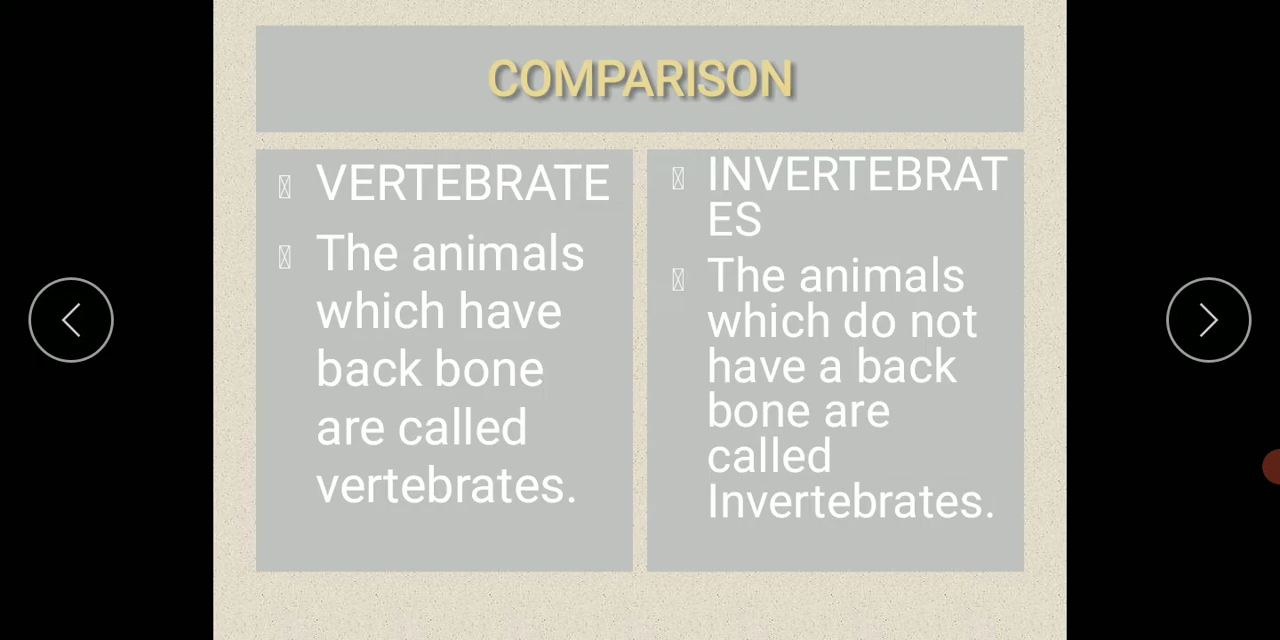 COMPARISON
VERTEBRATE
The animals
which have
back bone
are called
vertebrates.
INVERTEBRAT
ES
The animals
which do not
have a back
bone are
called
Invertebrates.